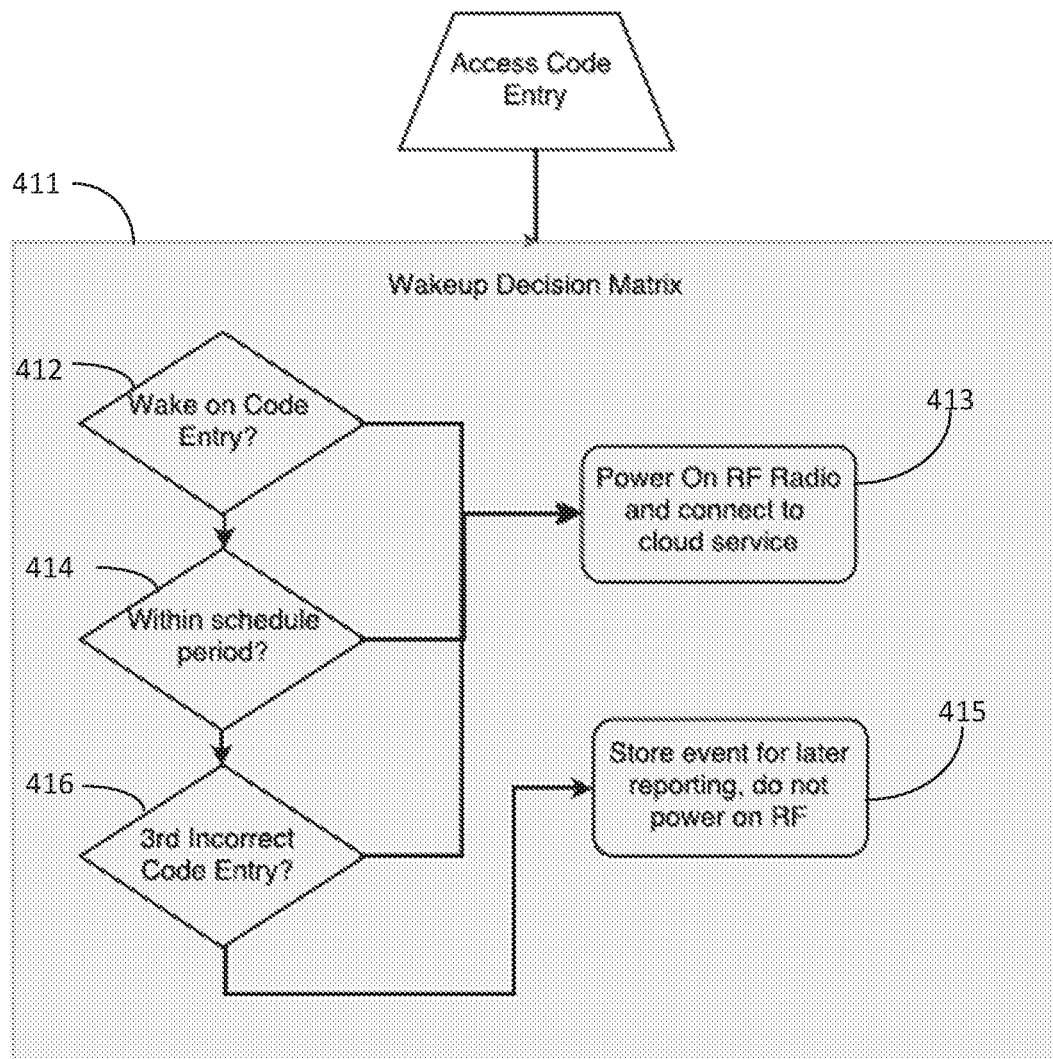 Access Code
Entry
411
Wakeup Decision Matrix
412
Wake on Code
Entry?
413
Power On RF Radio
and connect to
cloud service
414
Within schedule
period?
415
Store event for later
reporting, do not
power on RF
416
3rd Incorrect
Code Entry?